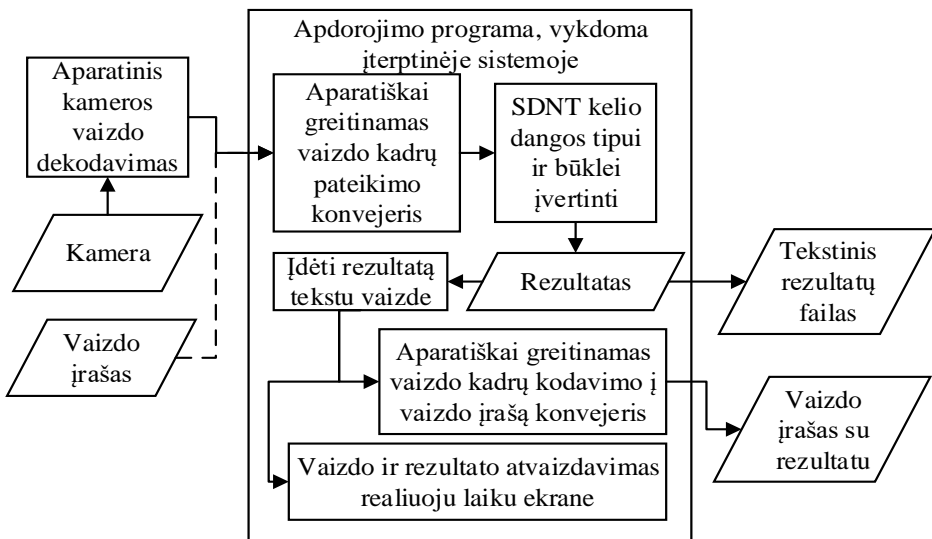 Apdorojimo programa, vykdoma
įterptinėje sistemoje
Aparatinis
kameros
vaizdo
dekodavimas
Aparatiškai
greitinamas
vaizdo kadrų
pateikimo
konvejeris
SDNT kelio
dangos tipui
ir būklei
įvertinti
Kamera
Įdėti rezultatą
tekstu vaizde
Rezultatas
Tekstinis
rezultatų
failas
Vaizdo
įrašas
Aparatiškai greitinamas
vaizdo kadrų kodavimo į
vaizdo įrašą konvejeris
Vaizdo
įrašas su
rezultatu
Vaizdo ir rezultato atvaizdavimas
realiuoju laiku ekrane